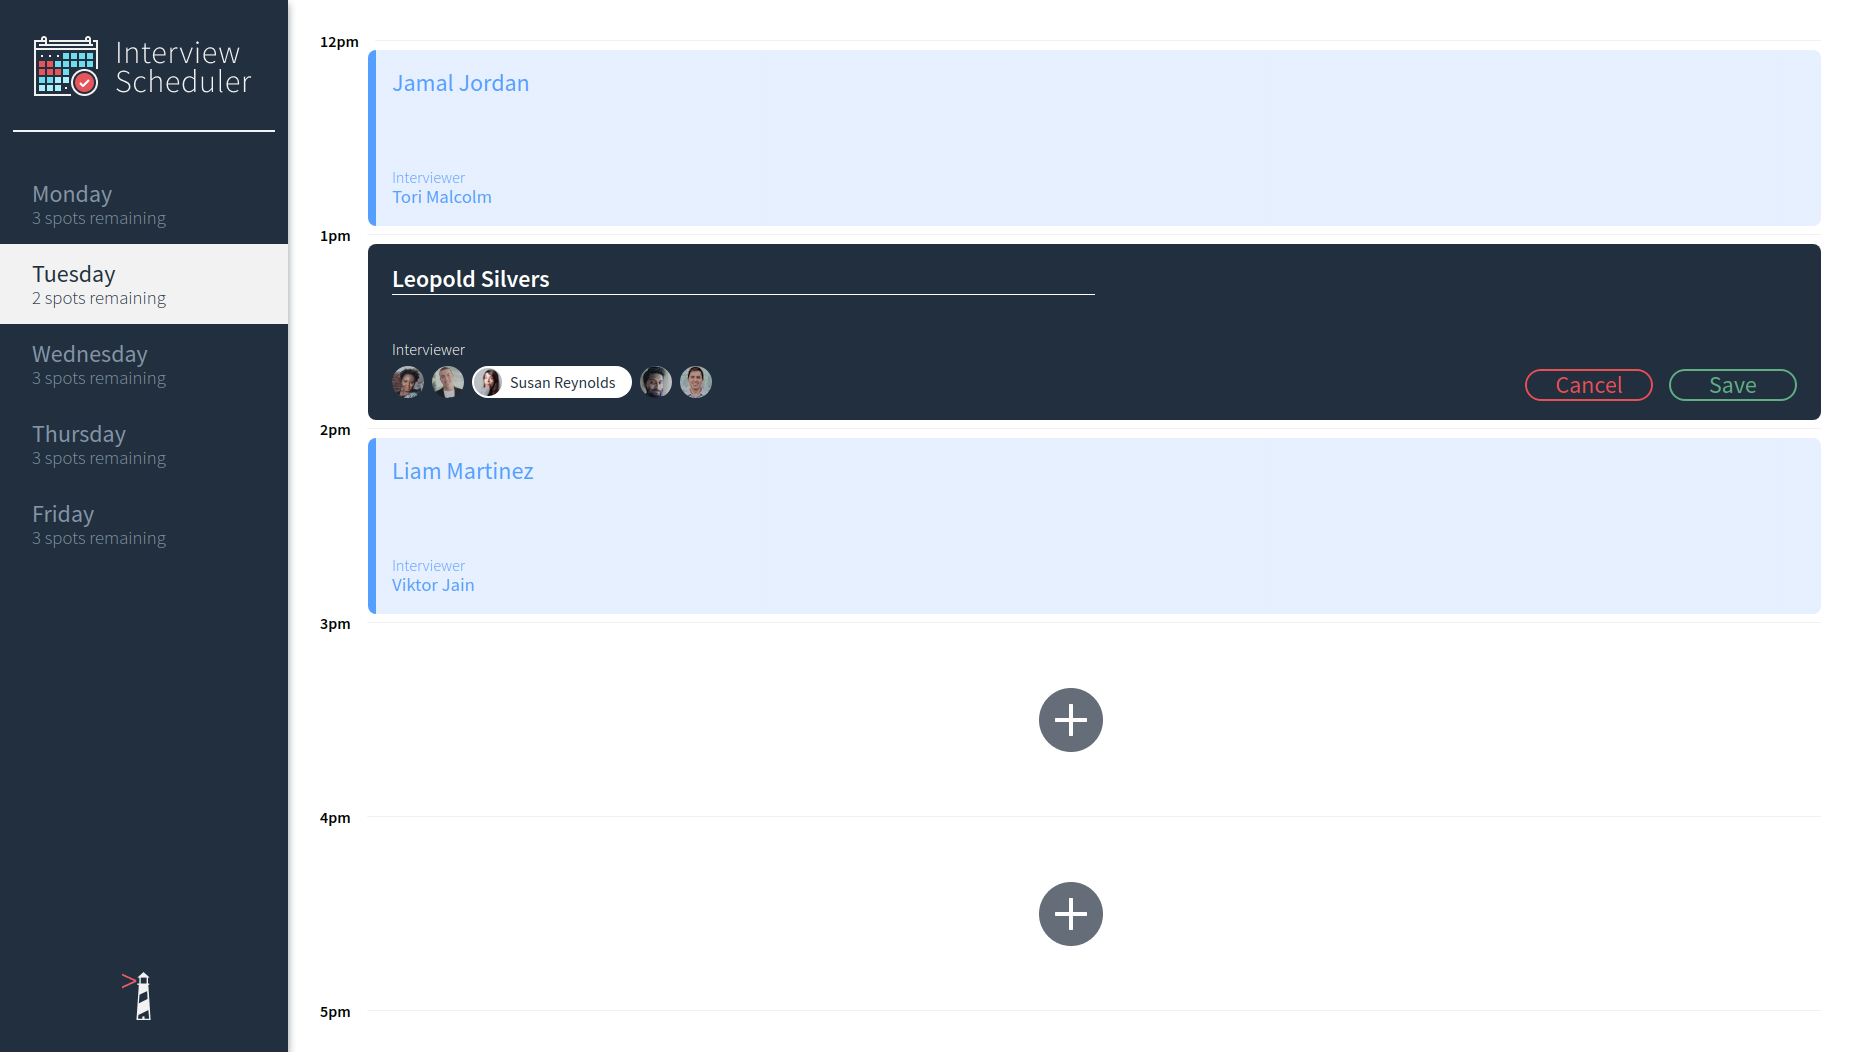 Interview
Scheduler
Monday
3 spots remaining
Tuesday
2 spots remaining
Wednesday
3 spots remaining
Thursday
3 spots remaining
Friday
3 spots remaining
12pm
Jamal Jordan
Interviewer
Tori Malcolm
1pm
Leopold Silvers
Interviewer
Susan Reynolds
Cancel
Save
2pm
Liam Martinez
Interviewer
Viktor Jain
3pm
4pm
5pm